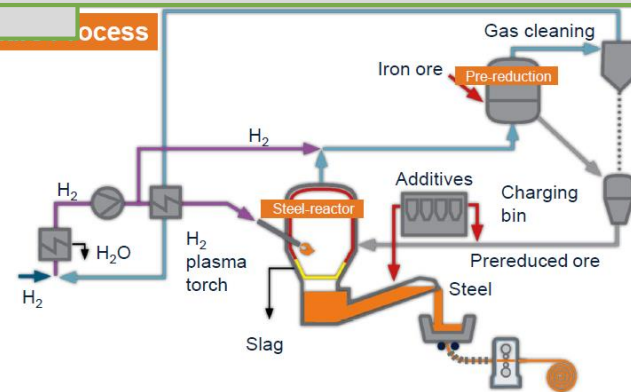 ocess
Gas cleaning
Iron ore
Pre-reduction
H₂
Additives
Charging
bin
H₂
Steel-reactor
H₂O
H₂
plasma
torch
Prereduced ore
H₂
Steel
Slag